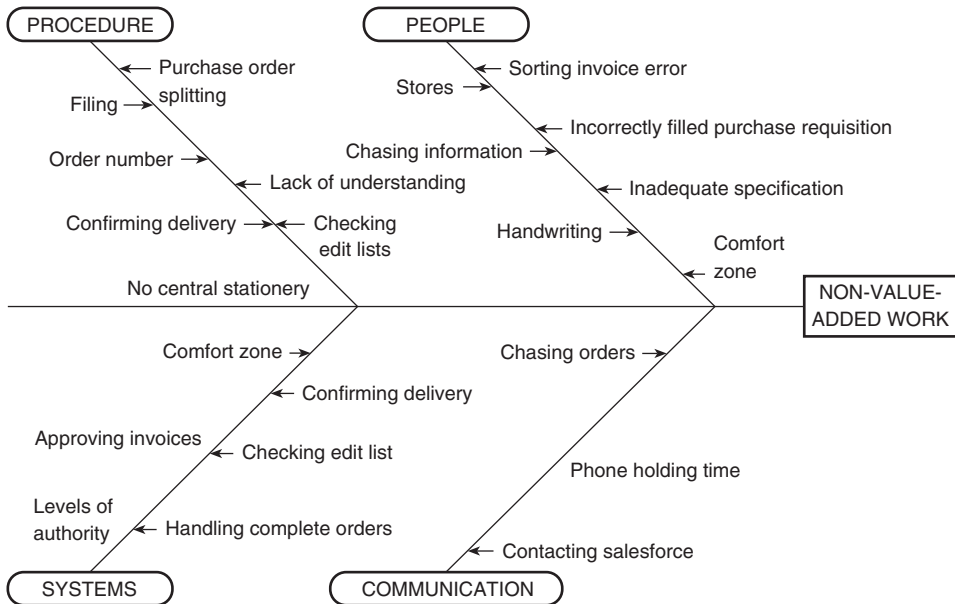 PROCEDURE
PEOPLE
Purchase order
splitting
Filing
Order number
Lack of understanding
Confirming delivery
Checking
edit lists
No central stationery
Sorting invoice error
Stores
Incorrectly filled purchase requisition
Chasing information
Inadequate specification
Handwriting
Comfort
zone
NON-VALUE-
ADDED WORK
Comfort zone
Confirming delivery
Approving invoices
Checking edit list
Levels of
authority
Handling complete orders
Chasing orders
Phone holding time
Contacting salesforce
SYSTEMS
COMMUNICATION